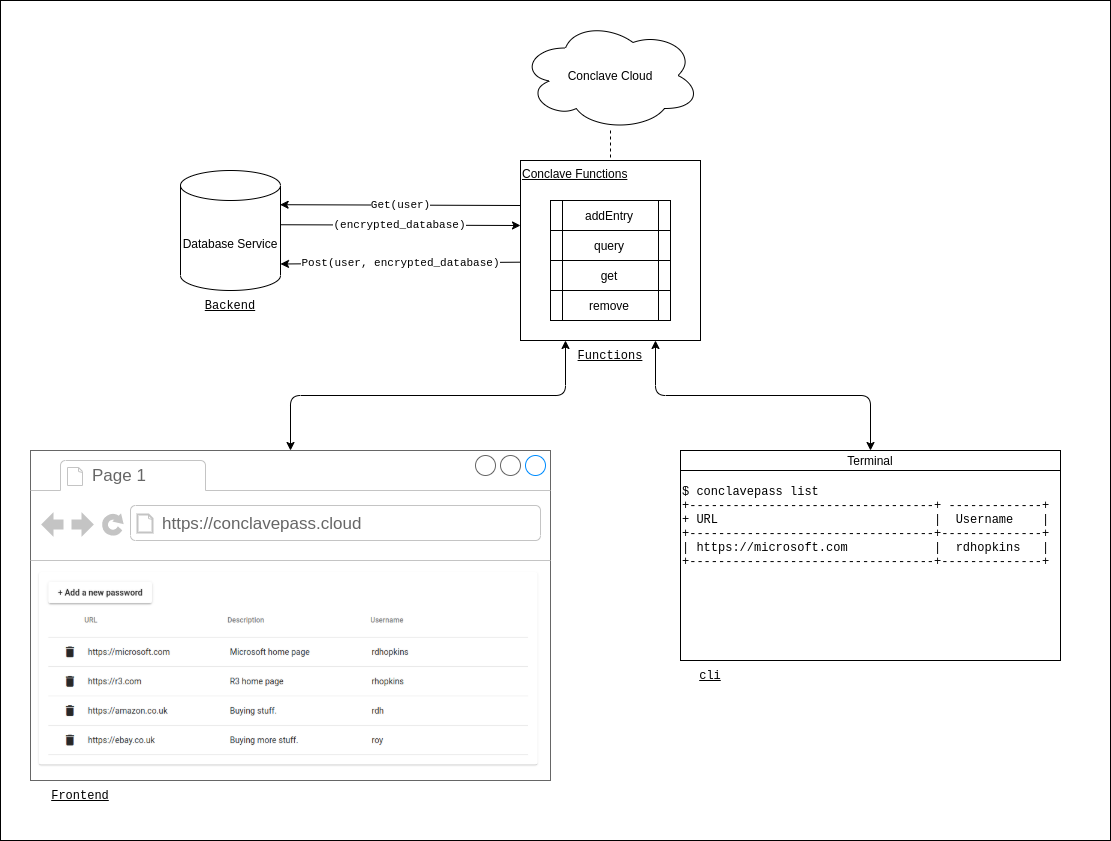 Conclave Cloud
Conclave Functions
addEntry
query
get
remove
Functions
Get(user)
(encrypted_database)
Post(user, encrypted_database)
Database Service
Backend
Page 1
https://conclavepass.cloud
+ Add a new password
URL Description Username
https://microsoft.com Microsoft home page rdhopkins
https://r3.com R3 home page rhopkins
https://amazon.co.uk Buying stuff. rdh
https://ebay.co.uk Buying more stuff. roy
Frontend
Terminal
$ conclavepass list
+----------------------------------+ -------------+
+ URL | Username |
+----------------------------------+--------------+
| https://microsoft.com | rdhopkins |
+----------------------------------+--------------+
cli